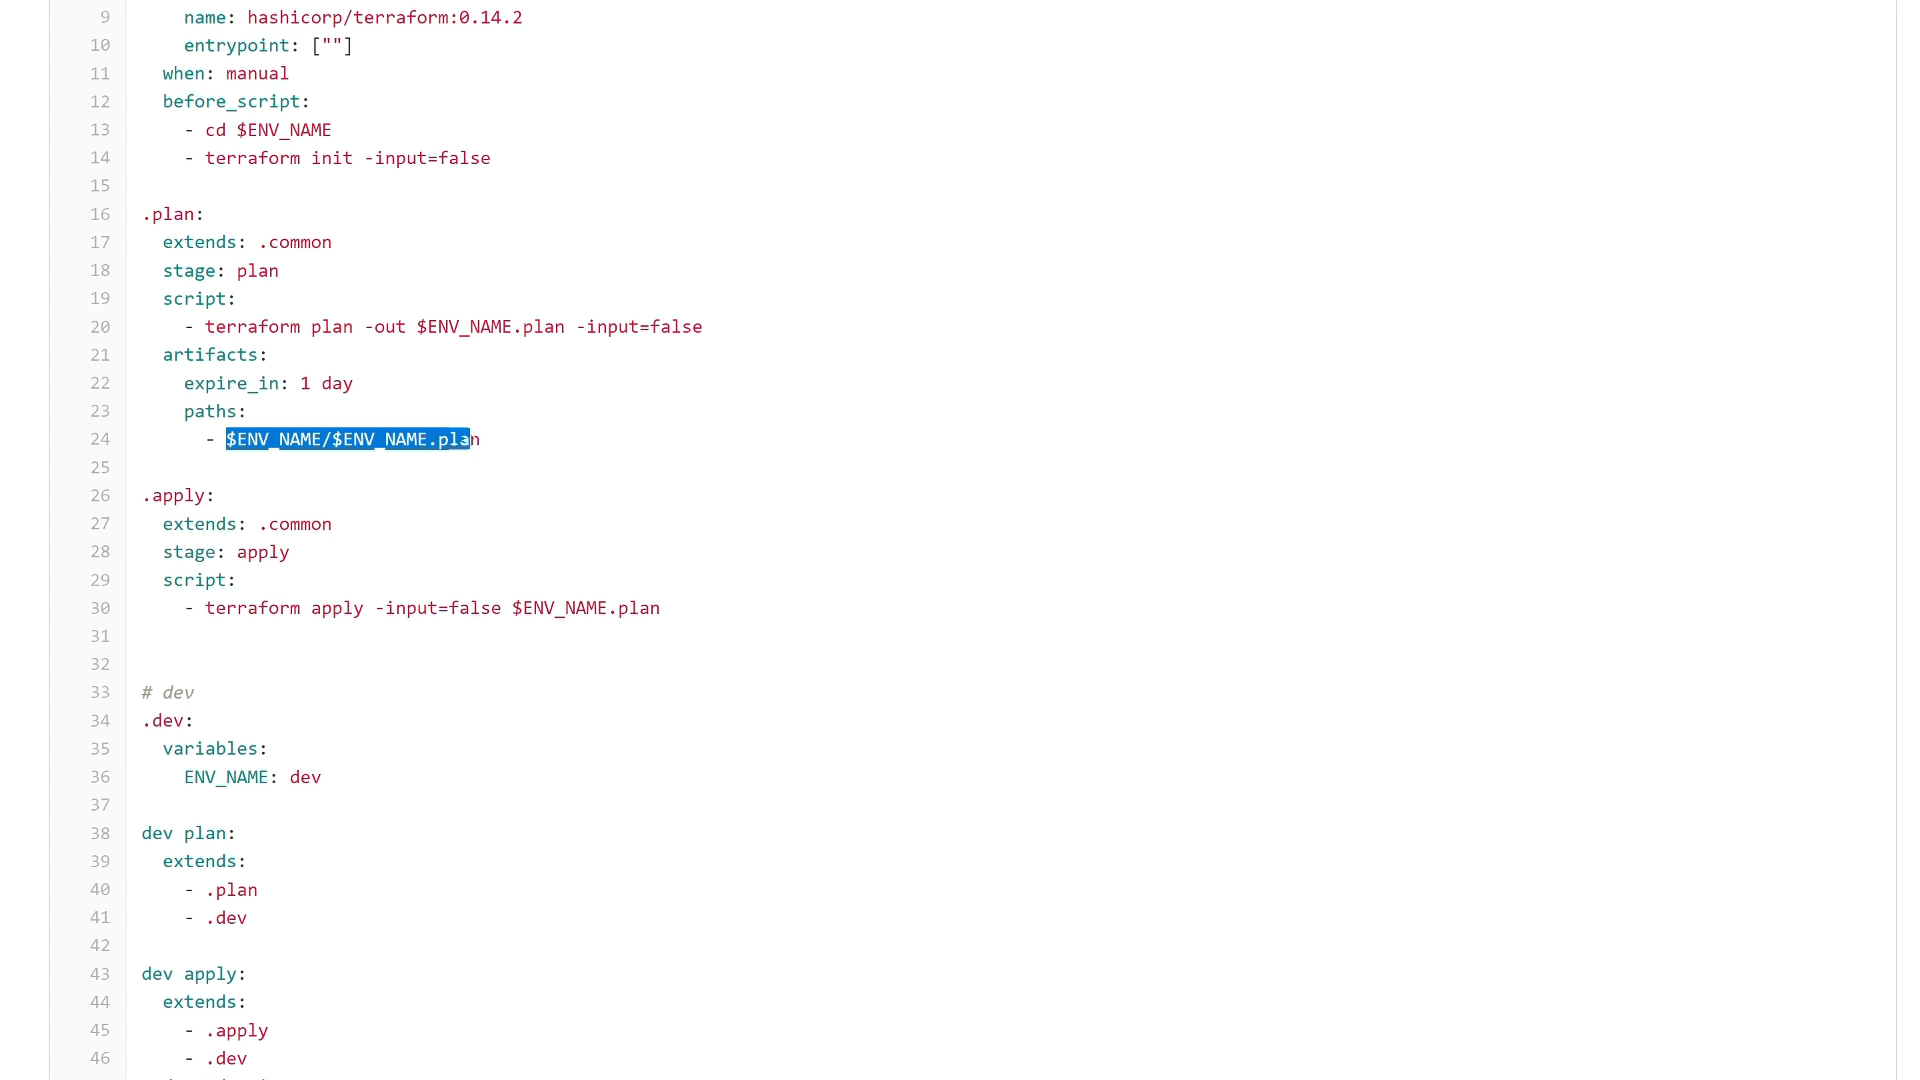 9 name: hashicorp/terraform:0.14.2
10 entrypoint: [""]
11 when: manual
12 before_script:
13 - cd $ENV_NAME
14 - terraform init -input=false
15
16 .plan:
17 extends: .common
18 stage: plan
19 script:
20 - terraform plan -out $ENV_NAME.plan -input=false
21 artifacts:
22 expire_in: 1 day
23 paths:
24 - $ENV_NAME/$ENV_NAME.plan
25
26 .apply:
27 extends: .common
28 stage: apply
29 script:
30 - terraform apply -input=false $ENV_NAME.plan
31
32
33 # dev
34 .dev:
35 variables:
36 ENV_NAME: dev
37
38 dev plan:
39 extends:
40 - .plan
41 - .dev
42
43 dev apply:
44 extends:
45 - .apply
46 - .dev